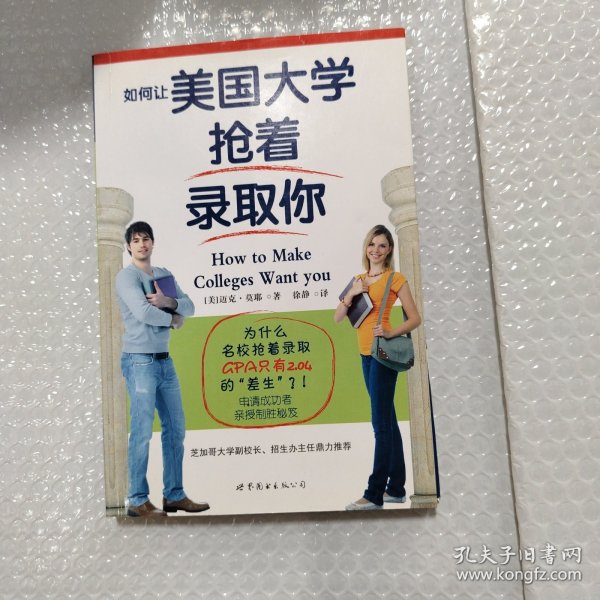 如何让 美国大学
抢着
录取你
How to Make
Colleges Want you
[美]迈克·莫耶 ○著 徐静 ○译
为什么
名校抢着录取
GPA只有2.04
的“差生”?!
申请成功者
亲授制胜秘笈
芝加哥大学副校长、招生办主任鼎力推荐
世界图书出版公司
孔夫子旧书网
www.kongfz.com